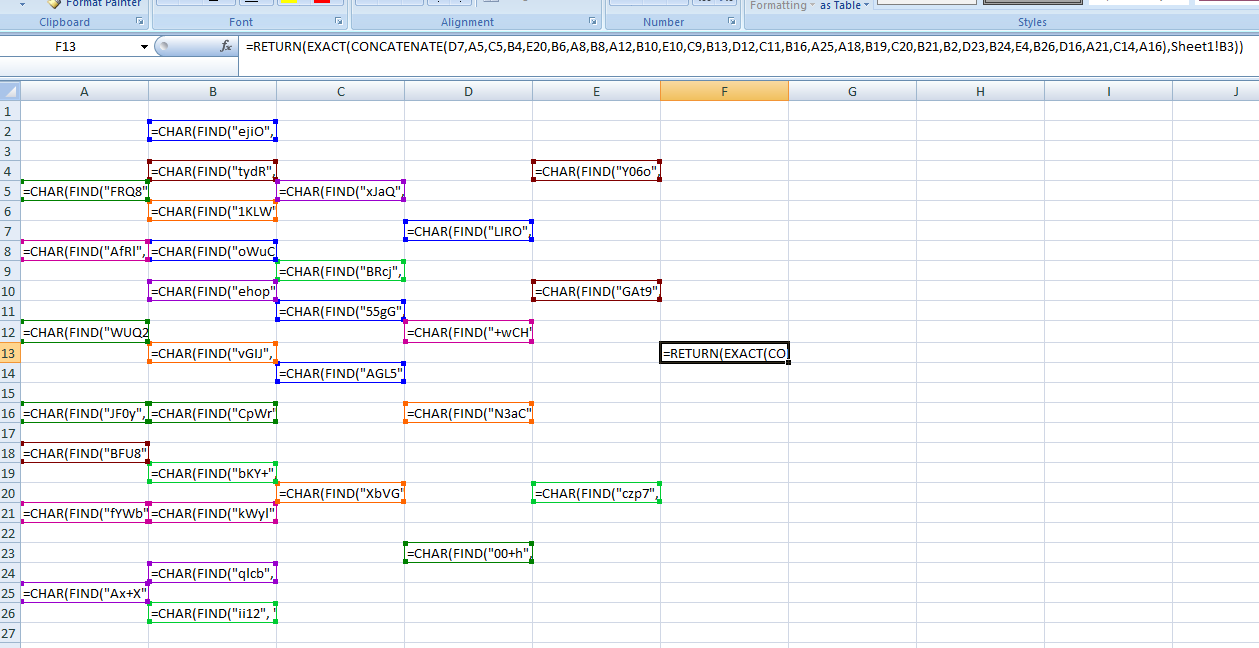 Format Painter
Formatting as Table
Clipboard Font Alignment Number Styles
F13 fx =RETURN(EXACT(CONCATENATE(D7,A5,C5,B4,E20,B6,A8,B8,A12,B10,E10,C9,B13,D12,C11,B16,A25,A18,B19,C20,B21,B2,D23,B24,E4,B26,D16,A21,C14,A16),Sheet1!B3))
A B C D E F G H I J
1
2 =CHAR(FIND("ejiO",
3
4 =CHAR(FIND("tydR", =CHAR(FIND("Y06o",
5 =CHAR(FIND("FRQ8" =CHAR(FIND("xJaQ",
6 =CHAR(FIND("1KLW"
7 =CHAR(FIND("LIRO",
8 =CHAR(FIND("AfRl", =CHAR(FIND("oWuC
9 =CHAR(FIND("BRcj",
10 =CHAR(FIND("ehop" =CHAR(FIND("GAt9"
11 =CHAR(FIND("55gG"
12 =CHAR(FIND("WUQ2 =CHAR(FIND("+wCH"
13 =CHAR(FIND("vGIJ", =RETURN(EXACT(CO
14 =CHAR(FIND("AGL5"
15
16 =CHAR(FIND("JF0y", =CHAR(FIND("CpWr" =CHAR(FIND("N3aC"
17
18 =CHAR(FIND("BFU8"
19 =CHAR(FIND("bKY+"
20 =CHAR(FIND("XbVG" =CHAR(FIND("czp7",
21 =CHAR(FIND("fYWb" =CHAR(FIND("kWyl"
22
23 =CHAR(FIND("00+h",
24 =CHAR(FIND("qlcb",
25 =CHAR(FIND("Ax+X"
26 =CHAR(FIND("ii12", "
27